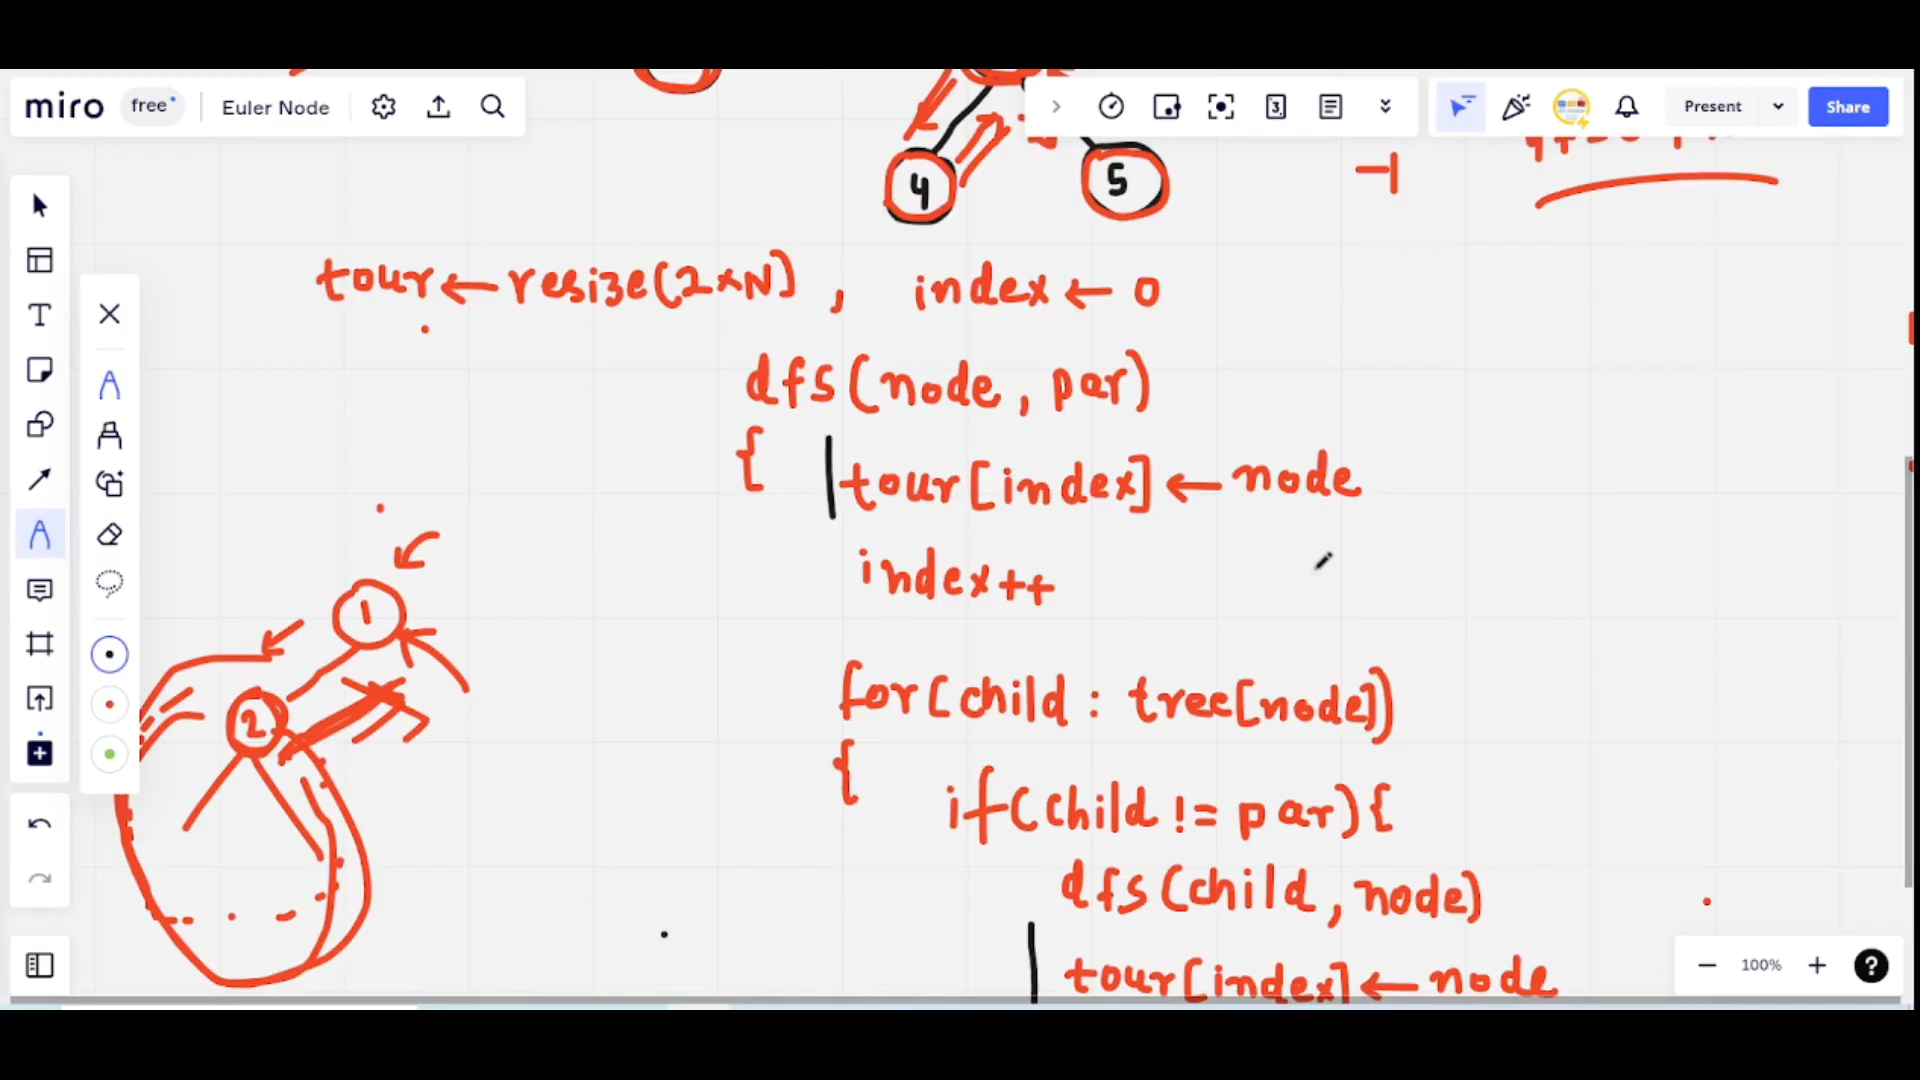 miro free Euler Node
3
Present
Share
4
5
tour ← resize(2×N) , index ← 0
dfs(node, par)
{ tour[index] ← node
index++
1
for(child : tree[node])
2
{
if(child != par){
dfs(child, node)
tour[index] ← node
100%